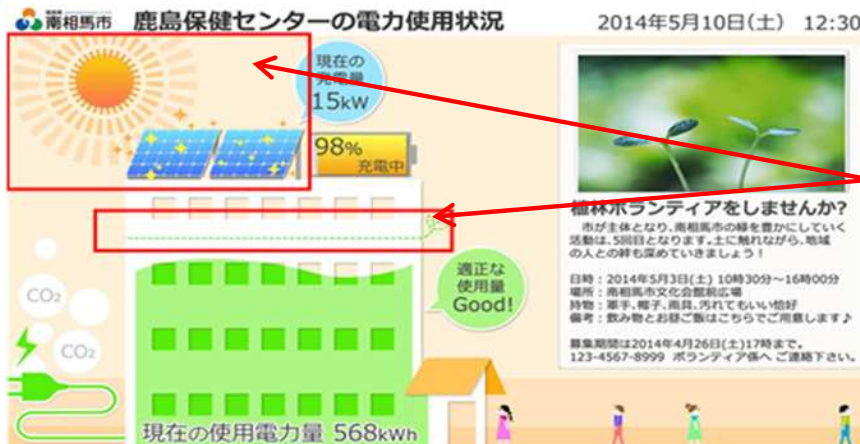 南相馬市
鹿島保健センターの電力使用状況
2014年5月10日(土) 12:30
現在の
発電量
15kW
98%
充電中
適正な
使用量
Good!
CO₂
CO₂
現在の使用電力量 568kWh
植林ボランティアをしませんか?
市が主体となり、南相馬市の緑を豊かにしていく
活動は、5回目となります。土に触れながら、地域
の人との絆も深めていきましょう!
日時:2014年5月3日(土) 10時30分~16時00分
場所:南相馬市文化会館前広場
持物:軍手、帽子、雨具、汚れてもいい恰好
備考:飲み物とお昼ご飯はこちらでご用意します♪
募集期間は2014年4月26日(土)17時まで。
123-4567-8999 ボランティア係へ ご連絡下さい。